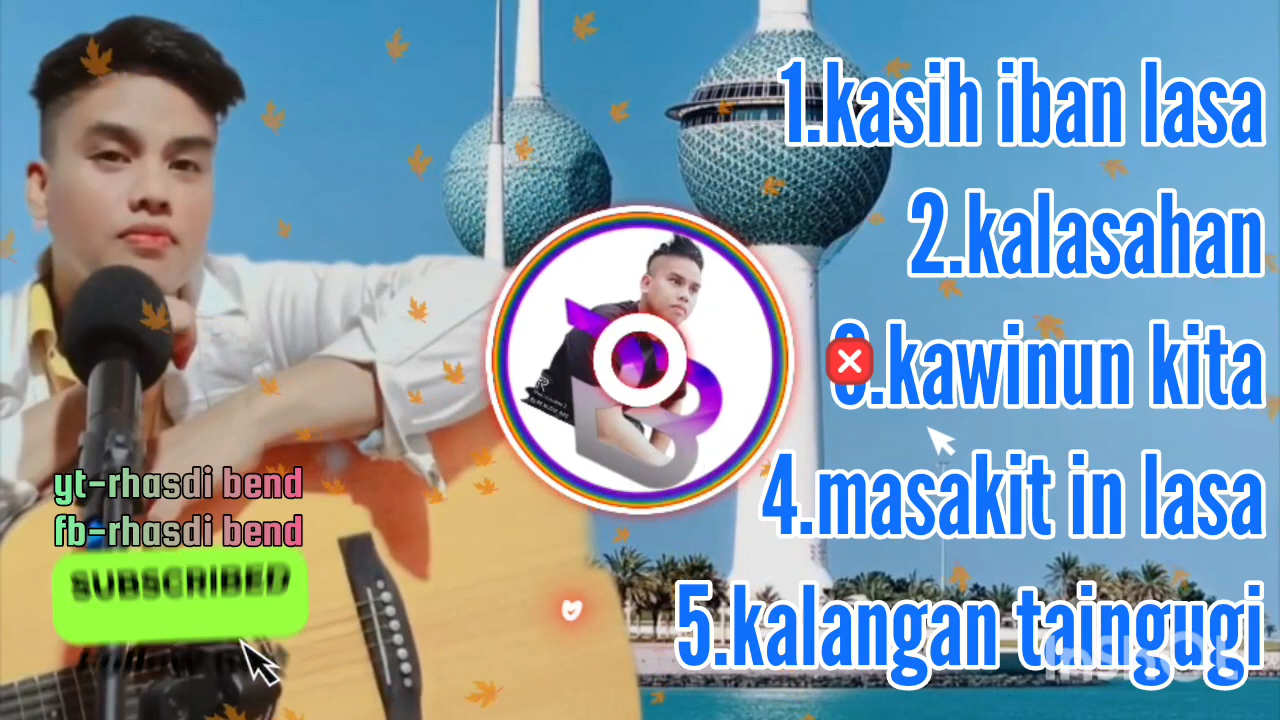 1.kasih iban lasa
2.kalasahan
3.kawinun kita
4.masakit in lasa
5.kalangan taingugi
yt-rhasdi bend
fb-rhasdi bend
SUBSCRIBED